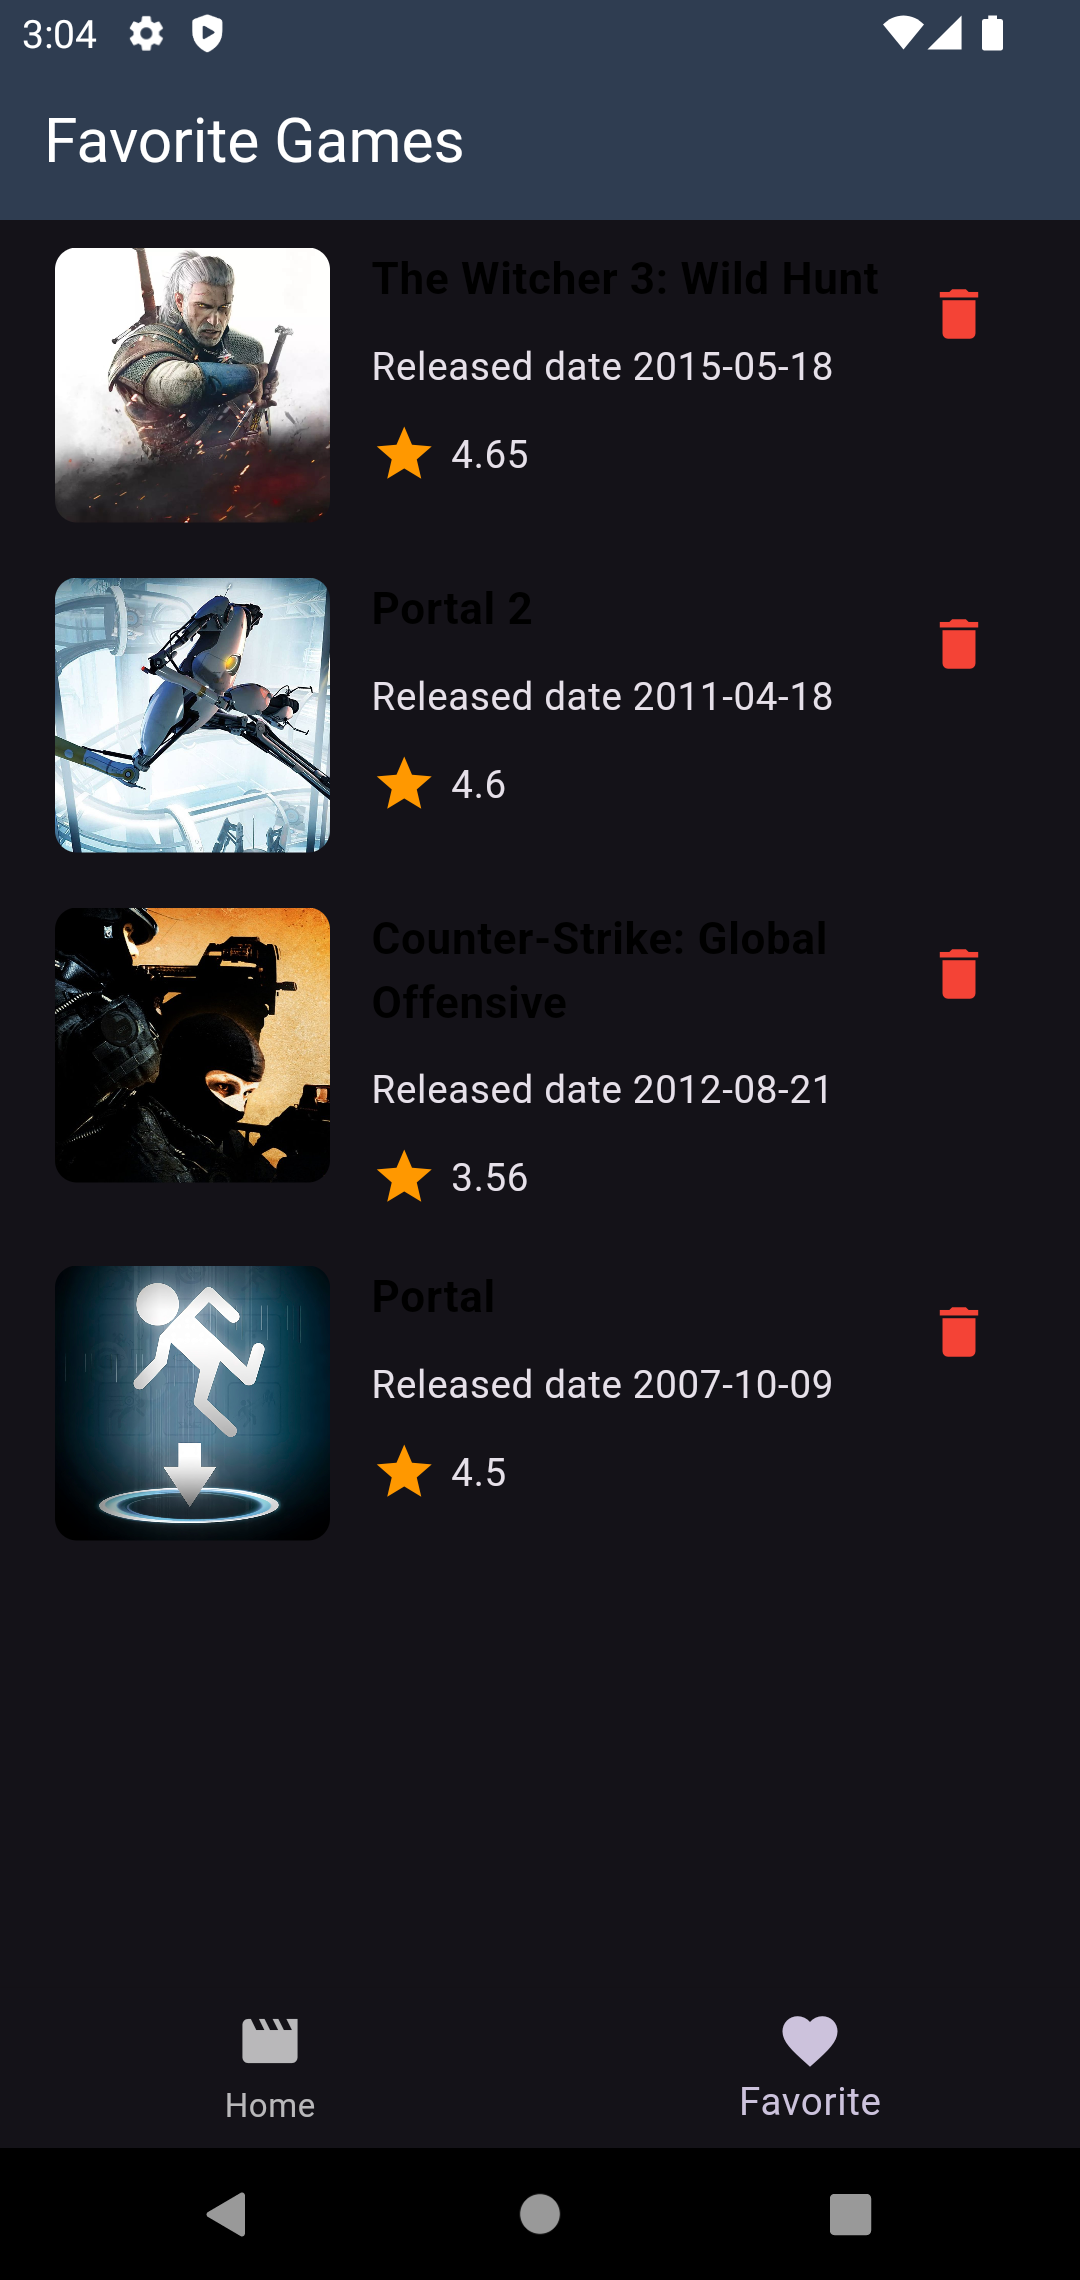 3:04
Favorite Games
The Witcher 3: Wild Hunt
Released date 2015-05-18
4.65
Portal 2
Released date 2011-04-18
4.6
Counter-Strike: Global
Offensive
Released date 2012-08-21
3.56
Portal
Released date 2007-10-09
4.5
Home
Favorite